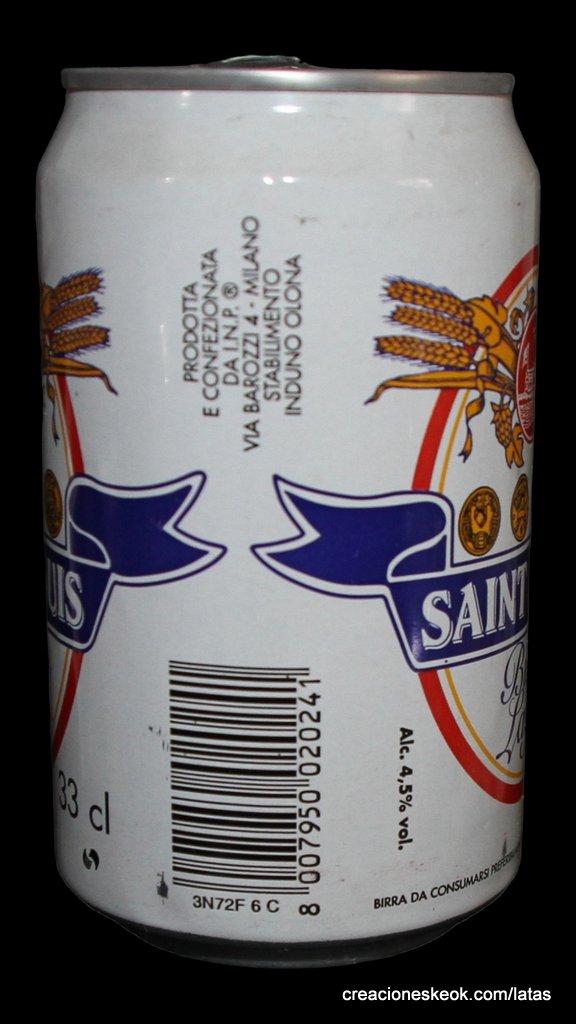 PRODOTTA
E CONFEZIONATA
DA I.N.P.®
VIA BAROZZI 4 - MILANO
STABILIMENTO
INDUNO OLONA
UIS
SAINT
33 cl
Alc. 4,5% vol.
8 007950 020241
3N72F 6 C
BIRRA DA CONSUMARSI
creacioneskeok.com/latas